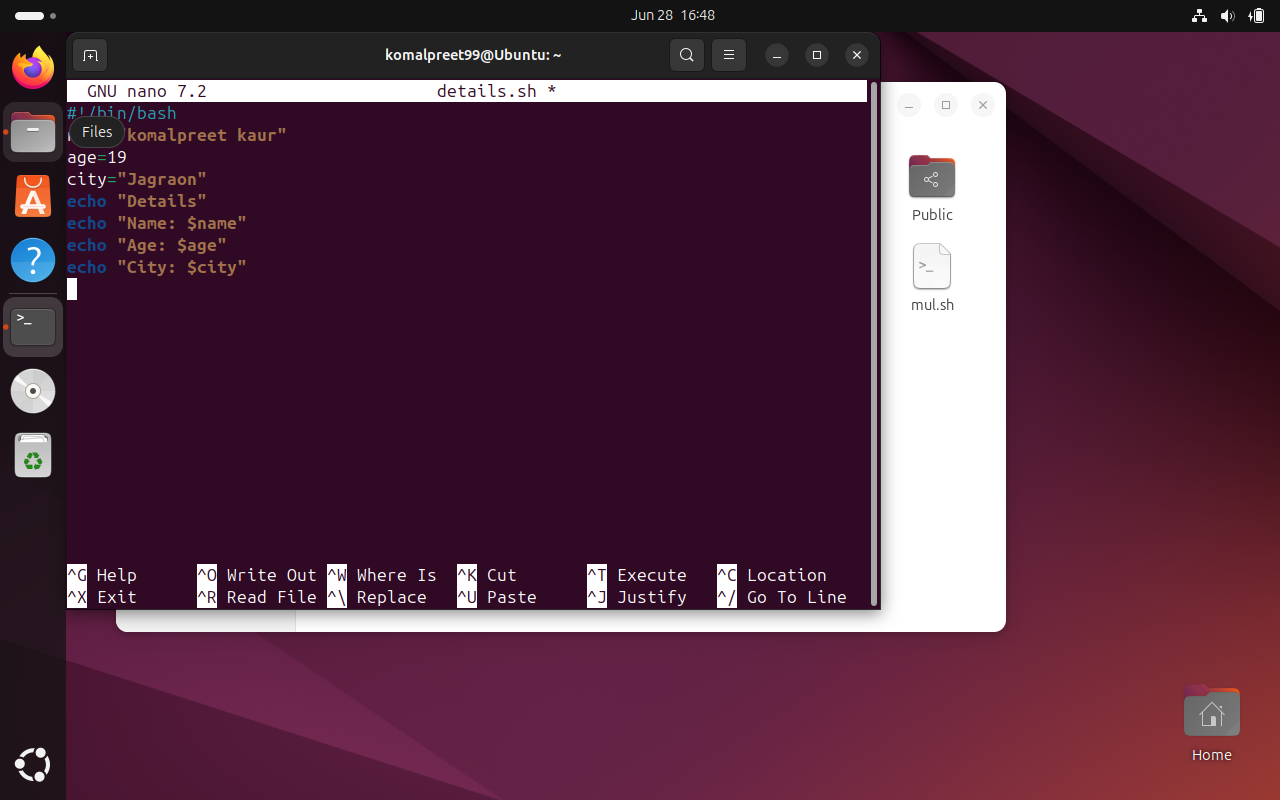 Jun 28 16:48
komalpreet99@Ubuntu: ~
GNU nano 7.2 details.sh *
#!/bin/bash
Files
komalpreet kaur"
age=19
city="Jagraon"
echo "Details"
echo "Name: $name"
echo "Age: $age"
echo "City: $city"
^G Help ^O Write Out ^W Where Is ^K Cut ^T Execute ^C Location
^X Exit ^R Read File ^\ Replace ^U Paste ^J Justify ^/ Go To Line
Public
>_
mul.sh
>_
Home